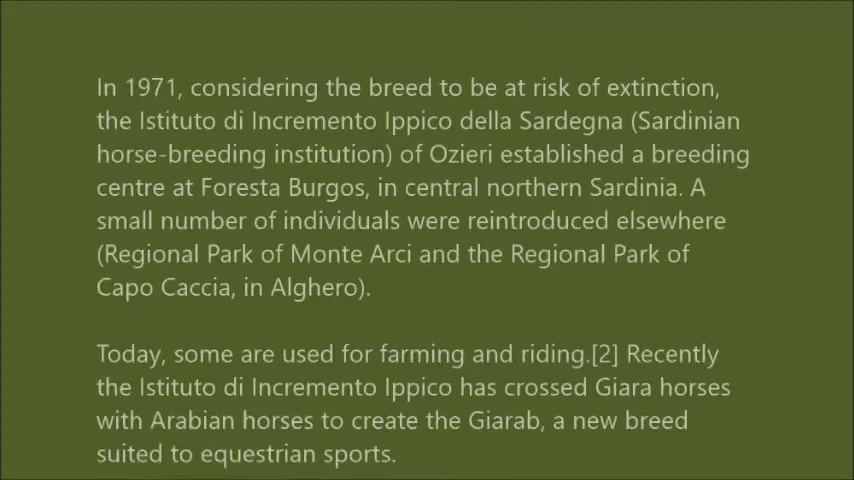 In 1971, considering the breed to be at risk of extinction,
the Istituto di Incremento Ippico della Sardegna (Sardinian
horse-breeding institution) of Ozieri established a breeding
centre at Foresta Burgos, in central northern Sardinia. A
small number of individuals were reintroduced elsewhere
(Regional Park of Monte Arci and the Regional Park of
Capo Caccia, in Alghero).
Today, some are used for farming and riding.[2] Recently
the Istituto di Incremento Ippico has crossed Giara horses
with Arabian horses to create the Giarab, a new breed
suited to equestrian sports.